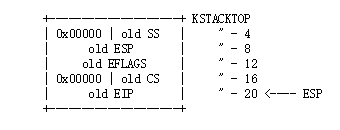 +--------------------+ KSTACKTOP
| 0x00000 | old SS | " - 4
| old ESP | " - 8
| old EFLAGS | " - 12
| 0x00000 | old CS | " - 16
| old EIP | " - 20 <---- ESP
+--------------------+